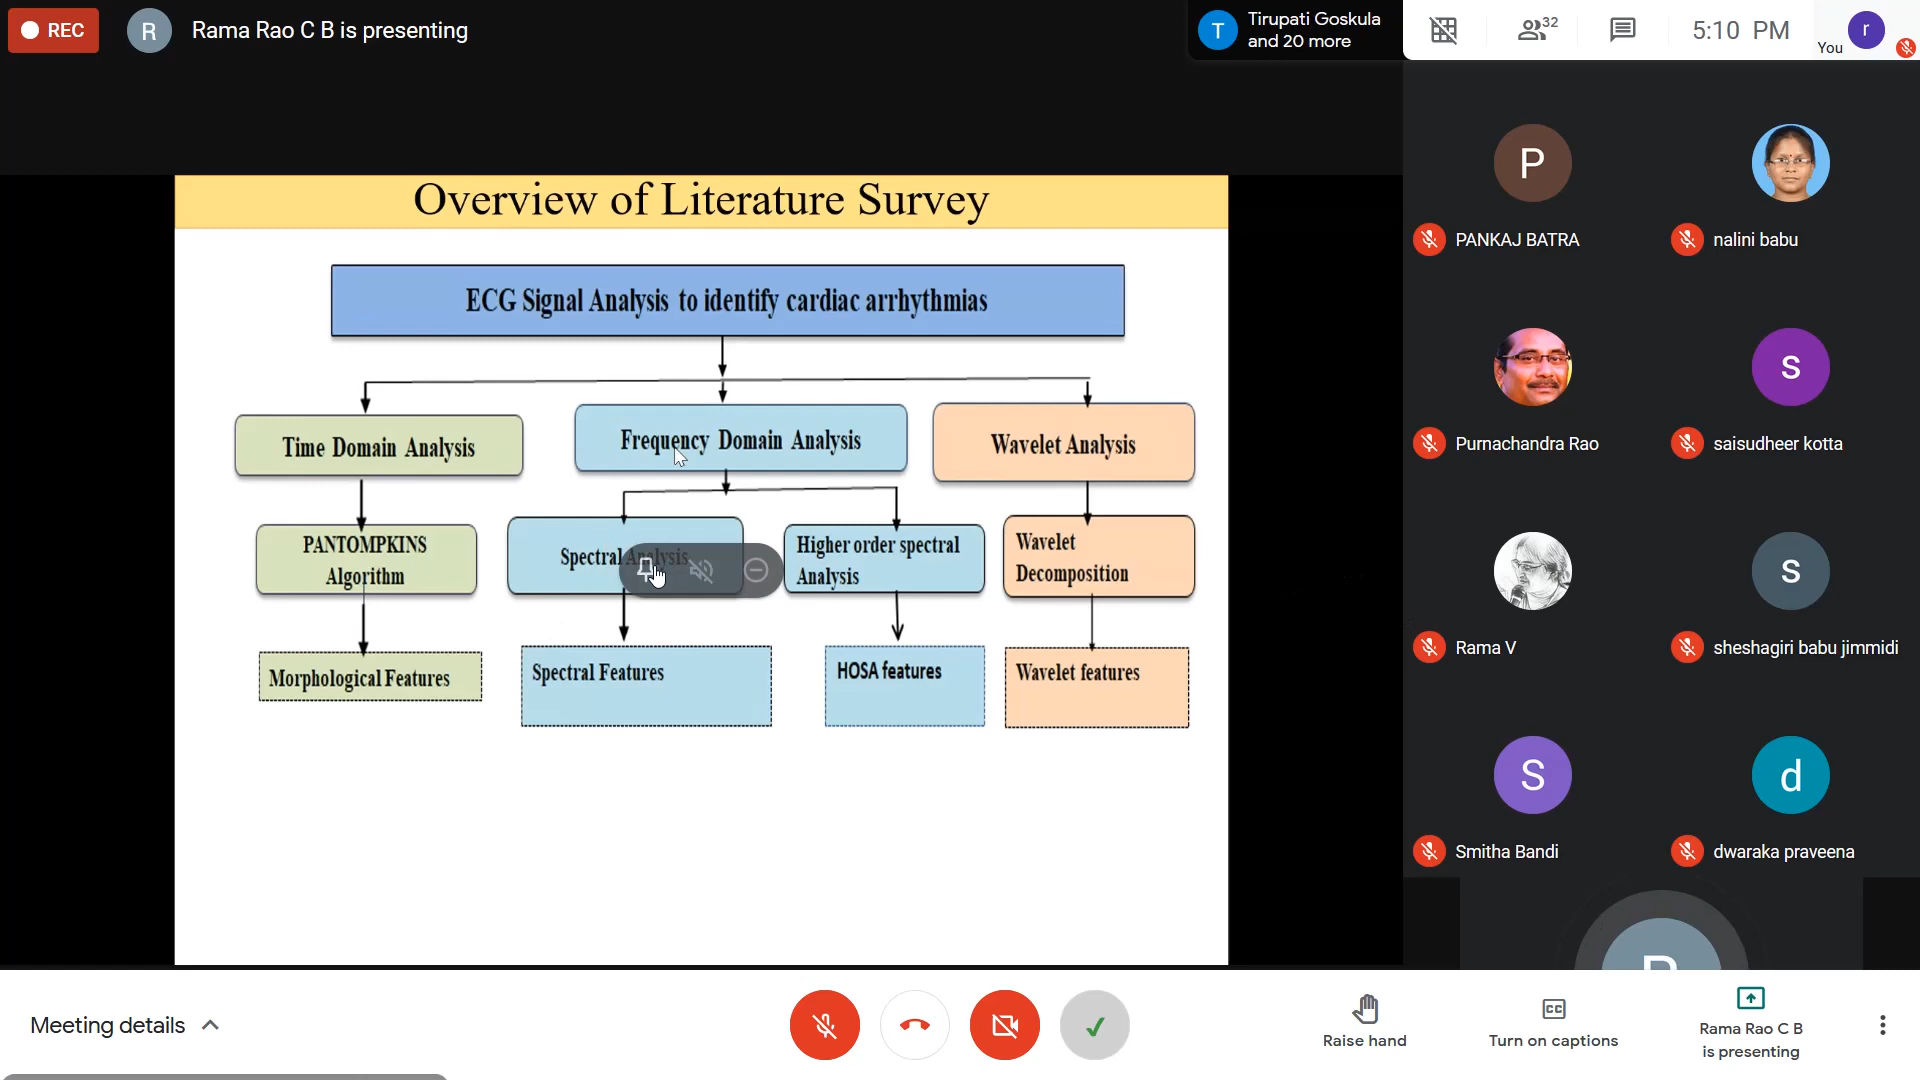 REC
R
Rama Rao C B is presenting
T
Tirupati Goskula
and 20 more
32
5:10 PM
You
r
Overview of Literature Survey
ECG Signal Analysis to identify cardiac arrhythmias
Time Domain Analysis
Frequency Domain Analysis
Wavelet Analysis
PANTOMPKINS
Algorithm
Spectral Analysis
Higher order spectral
Analysis
Wavelet
Decomposition
Morphological Features
Spectral Features
HOSA features
Wavelet features
P
PANKAJ BATRA
nalini babu
Purnachandra Rao
s
saisudheer kotta
Rama V
s
sheshagiri babu jimmidi
S
Smitha Bandi
d
dwaraka praveena
R
Meeting details
Raise hand
CC
Turn on captions
Rama Rao C B
is presenting